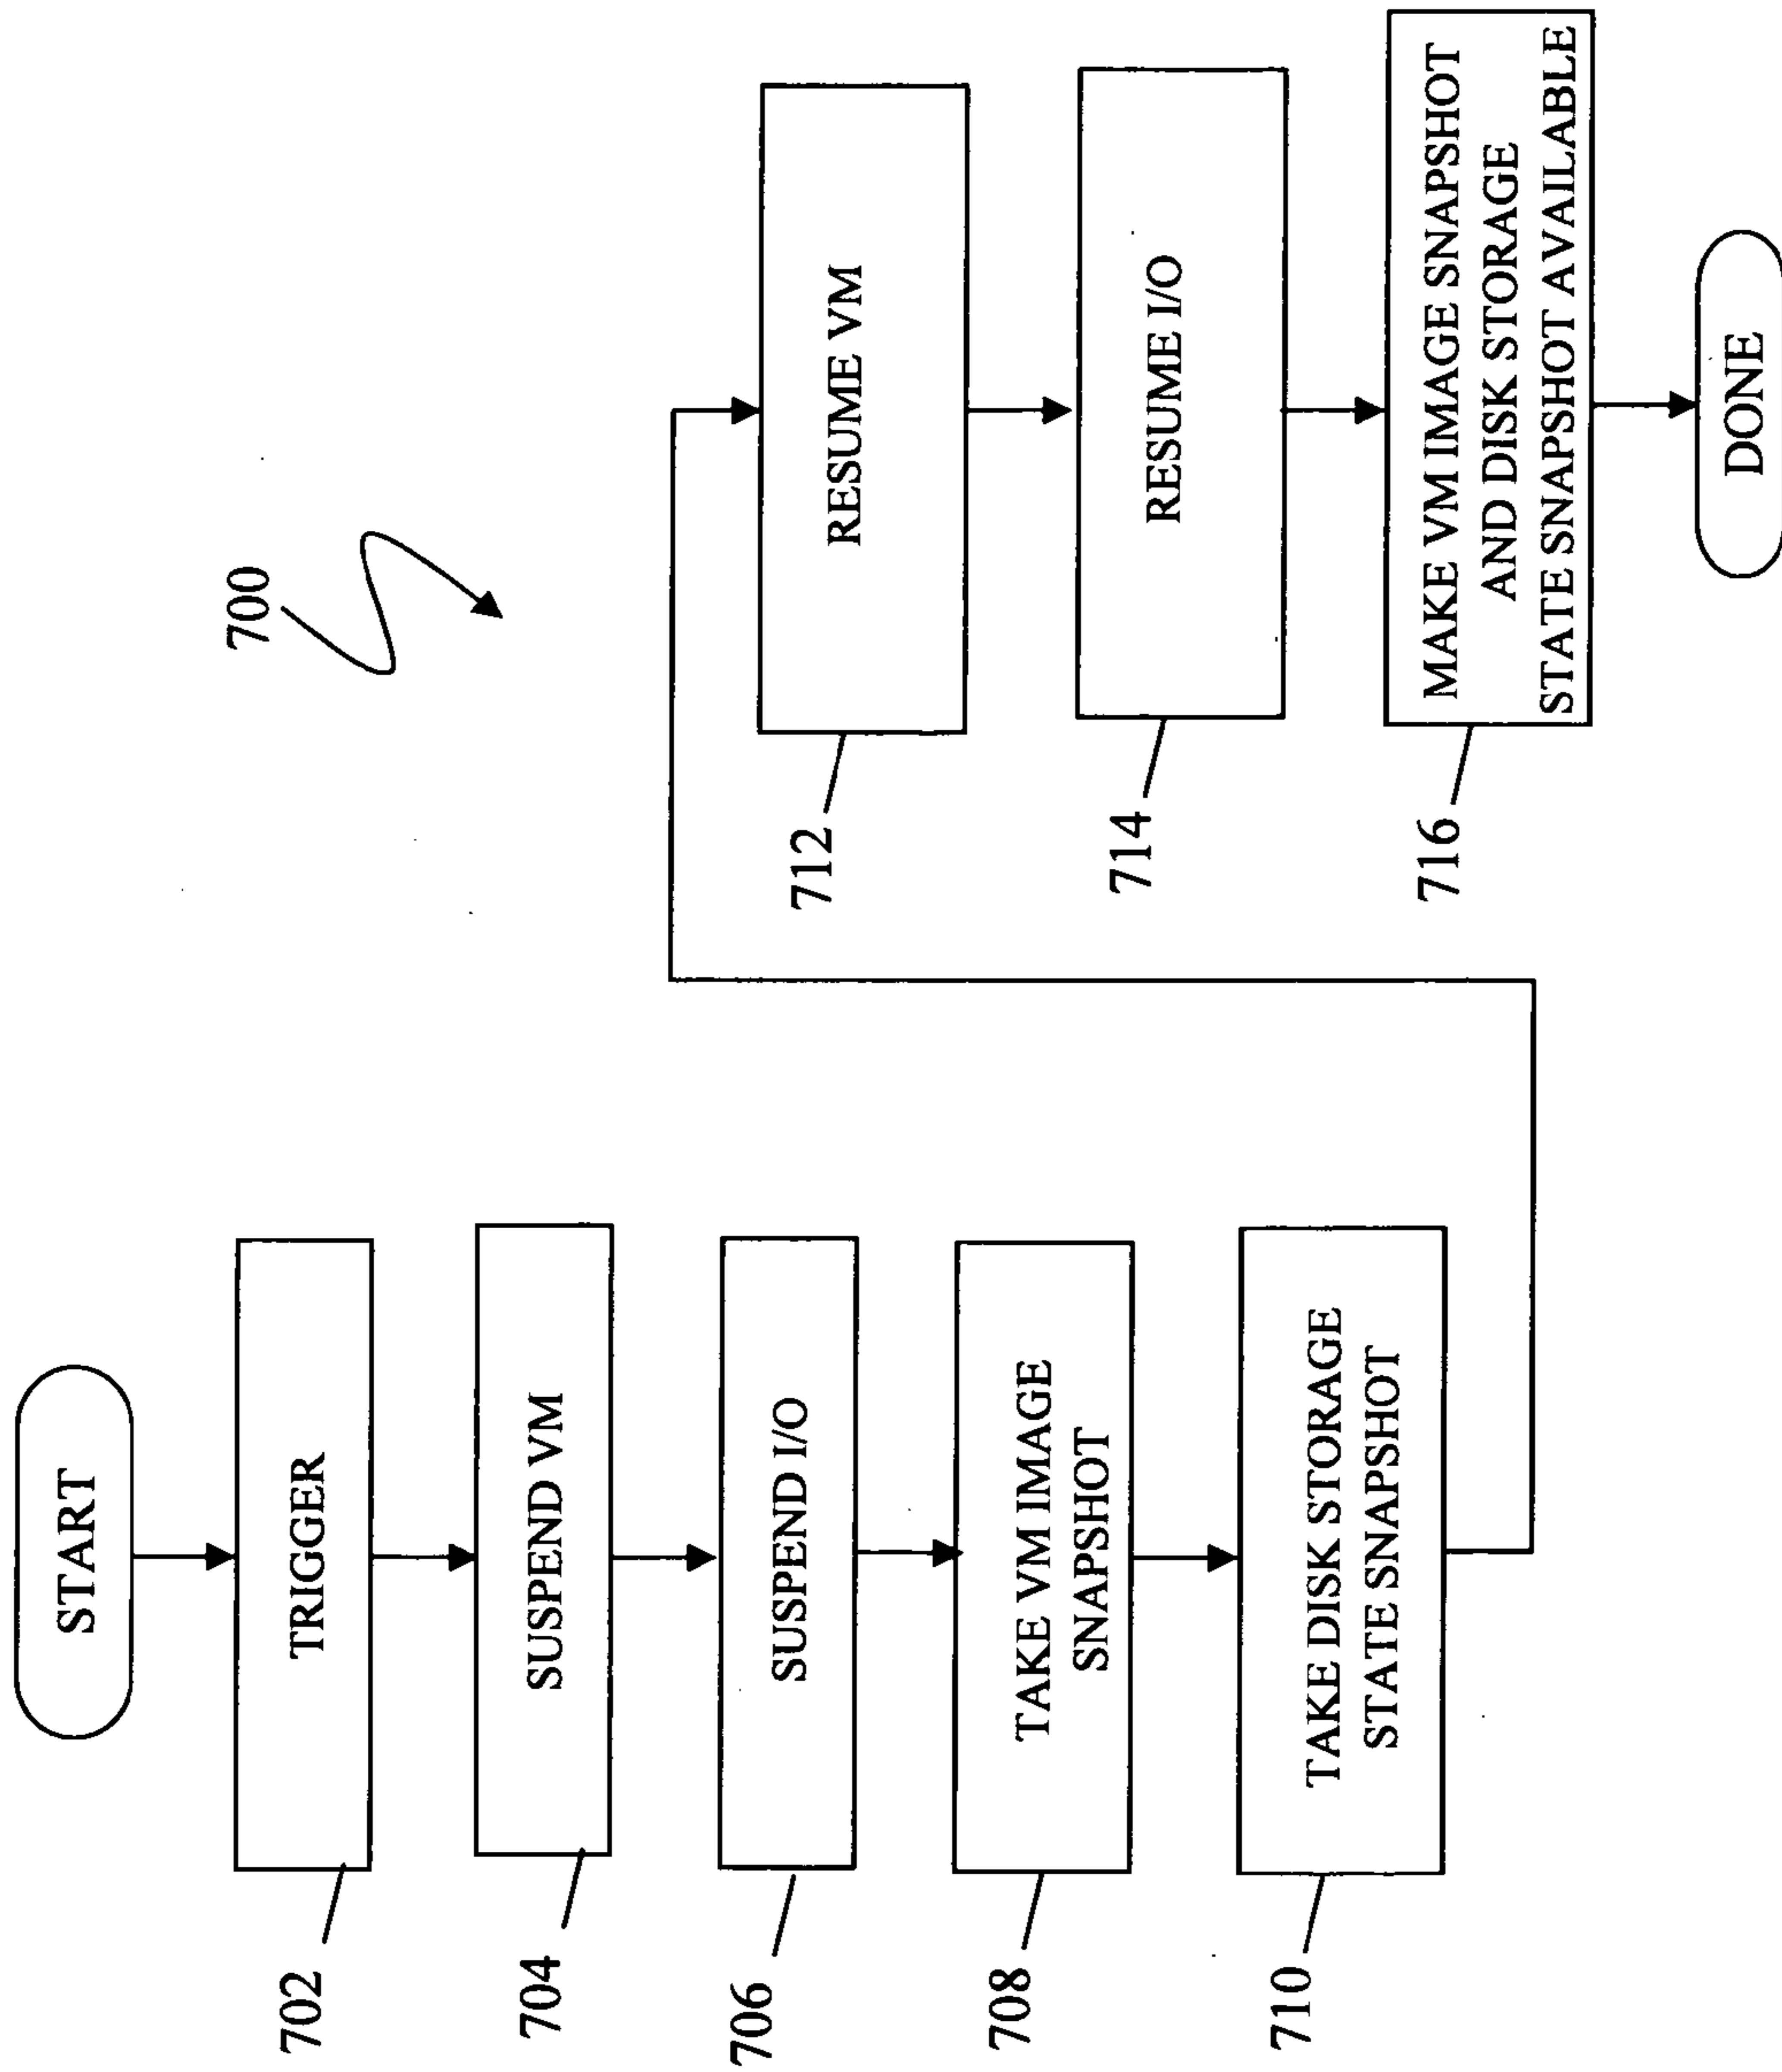 700
START
702
TRIGGER
704
SUSPEND VM
706
SUSPEND I/O
708
TAKE VM IMAGE
SNAPSHOT
710
TAKE DISK STORAGE
STATE SNAPSHOT
712
RESUME VM
714
RESUME I/O
716
MAKE VM IMAGE SNAPSHOT
AND DISK STORAGE
STATE SNAPSHOT AVAILABLE
DONE